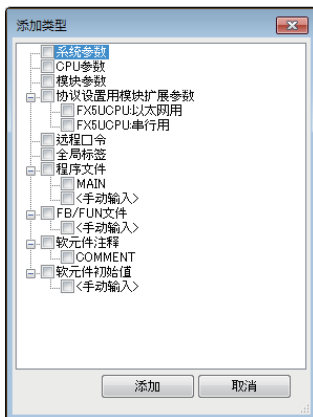 添加类型
系统参数
CPU参数
模块参数
协议设置用模块扩展参数
FX5UCPU:以太网用
FX5UCPU:串行用
远程口令
全局标签
程序文件
MAIN
<手动输入>
FB/FUN文件
<手动输入>
软元件注释
COMMENT
软元件初始值
<手动输入>
添加 取消